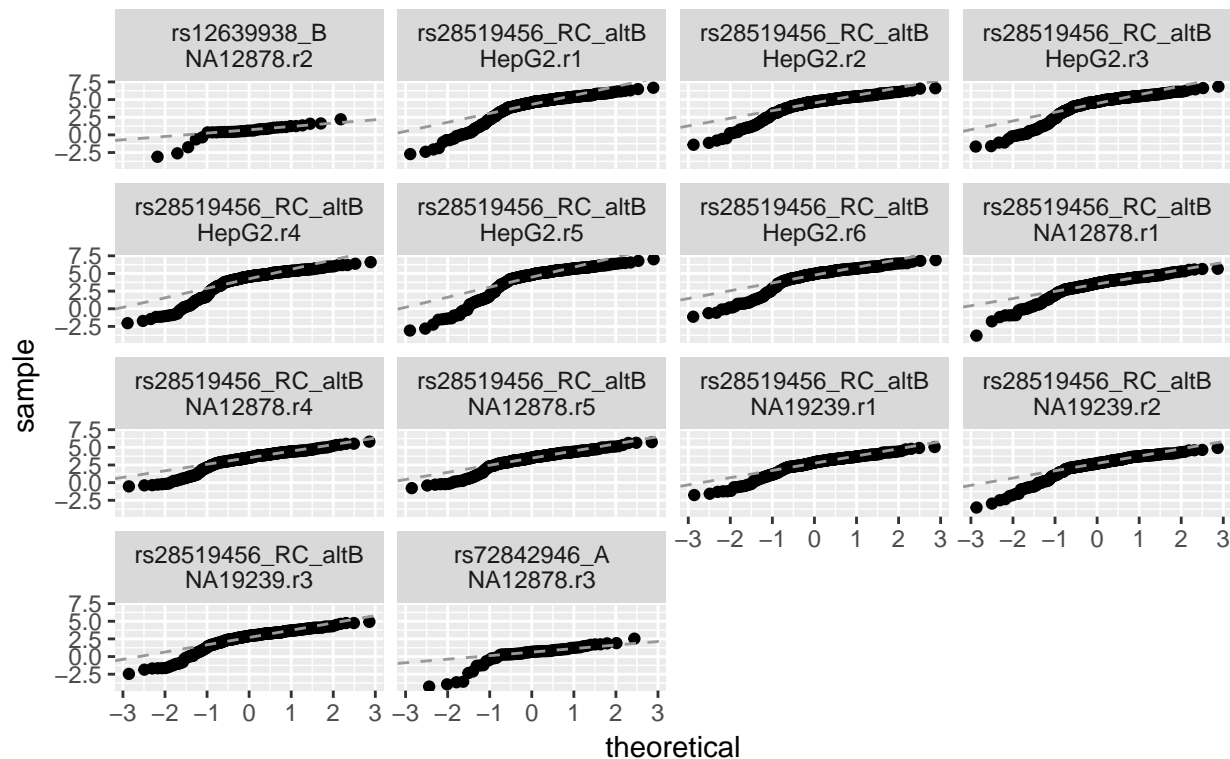 rs12639938_B
NA12878.r2
rs28519456_RC_altB
HepG2.r1
rs28519456_RC_altB
HepG2.r2
rs28519456_RC_altB
HepG2.r3
7.5
5.0
2.5
0.0
−2.5
rs28519456_RC_altB
HepG2.r4
rs28519456_RC_altB
HepG2.r5
rs28519456_RC_altB
HepG2.r6
rs28519456_RC_altB
NA12878.r1
7.5
5.0
2.5
0.0
−2.5
sample
rs28519456_RC_altB
NA12878.r4
rs28519456_RC_altB
NA12878.r5
rs28519456_RC_altB
NA19239.r1
rs28519456_RC_altB
NA19239.r2
7.5
5.0
2.5
0.0
−2.5
−3 −2 −1 0 1 2 3
−3 −2 −1 0 1 2 3
rs28519456_RC_altB
NA19239.r3
rs72842946_A
NA12878.r3
7.5
5.0
2.5
0.0
−2.5
−3 −2 −1 0 1 2 3
−3 −2 −1 0 1 2 3
theoretical